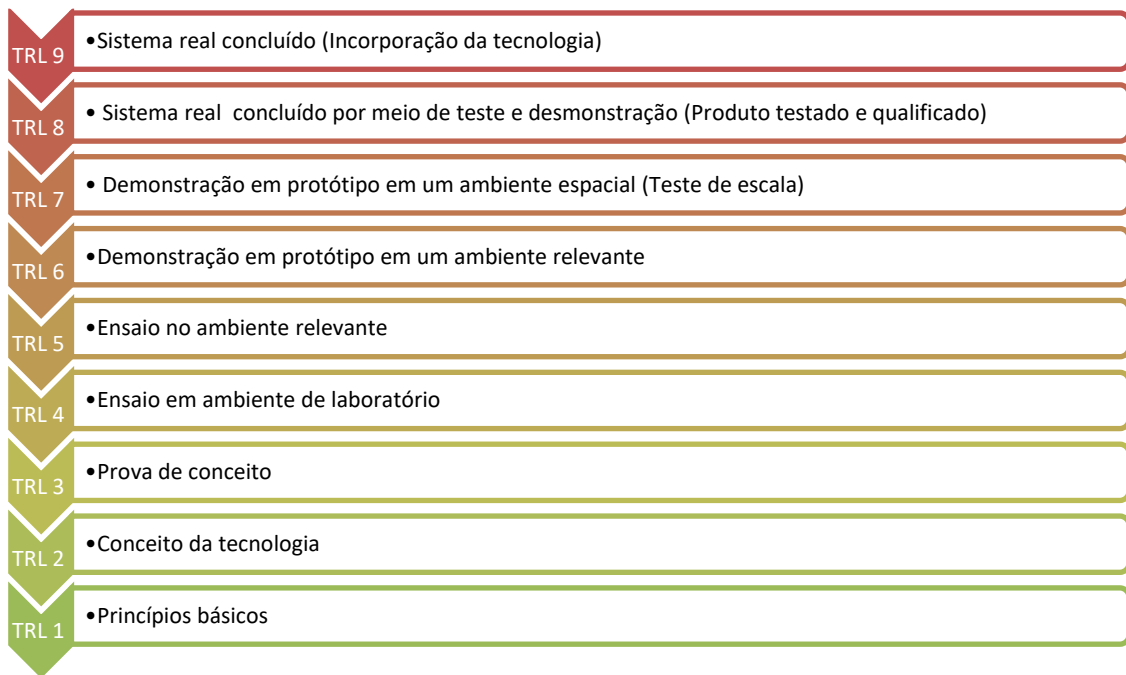 TRL 9
•Sistema real concluído (Incorporação da tecnologia)
TRL 8
• Sistema real  concluído por meio de teste e desmonstração (Produto testado e qualificado)
TRL 7
• Demonstração em protótipo em um ambiente espacial (Teste de escala)
TRL 6
•Demonstração em protótipo em um ambiente relevante
TRL 5
•Ensaio no ambiente relevante
TRL 4
•Ensaio em ambiente de laboratório
TRL 3
•Prova de conceito
TRL 2
•Conceito da tecnologia
TRL 1
•Princípios básicos